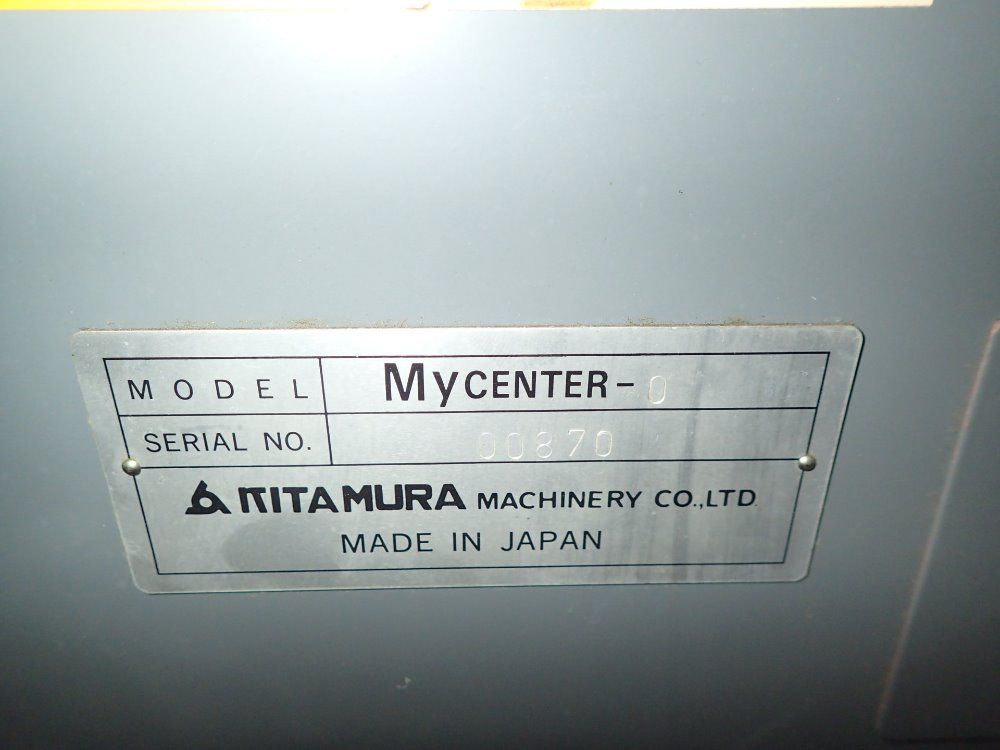 MODEL MYCENTER-0
SERIAL NO. 00870
KITAMURA MACHINERY CO.,LTD.
MADE IN JAPAN